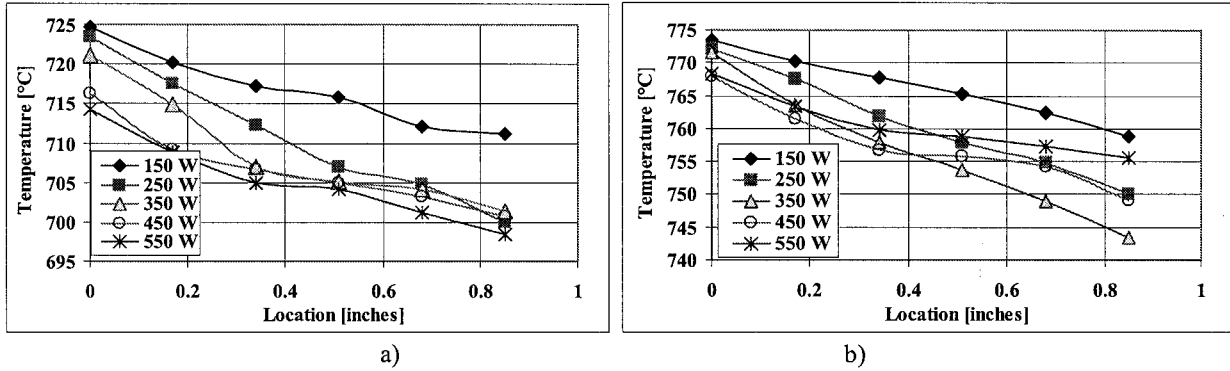 725
720
715
710
705
700
695
Temperature [°C]
150 W
250 W
350 W
450 W
550 W
0
0.2
0.4
0.6
0.8
1
Location [inches]
a)
775
770
765
760
755
750
745
740
Temperature [°C]
150 W
250 W
350 W
450 W
550 W
0
0.2
0.4
0.6
0.8
1
Location [inches]
b)